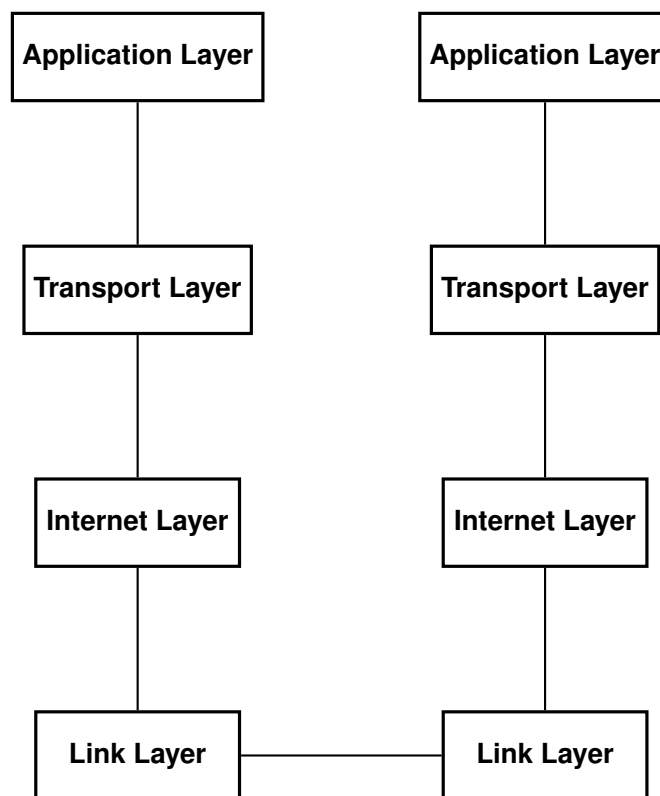 Application Layer
Application Layer
Transport Layer
Transport Layer
Internet Layer
Internet Layer
Link Layer
Link Layer